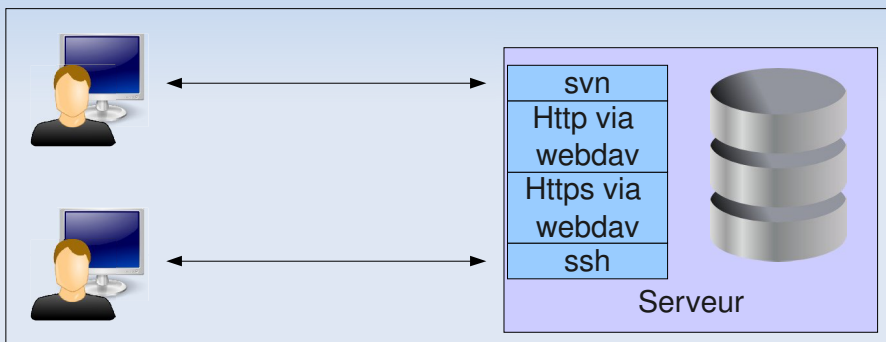 svn
Http via
webdav
Https via
webdav
ssh
Serveur